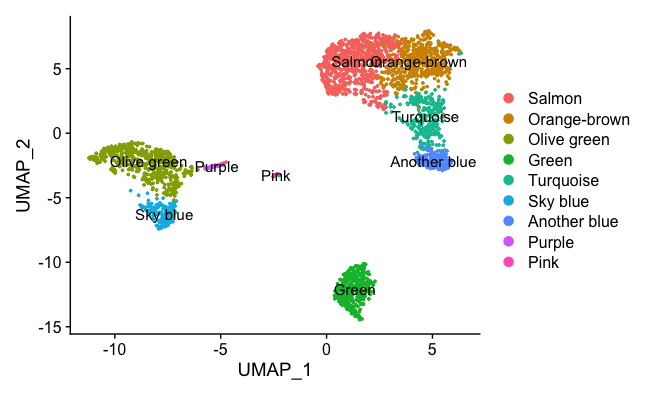 UMAP_2
5
0
-5
-10
-15
-10
-5
0
5
UMAP_1
Salmon
Orange-brown
Turquoise
Another blue
Olive green
Purple
Pink
Sky blue
Green
Salmon
Orange-brown
Olive green
Green
Turquoise
Sky blue
Another blue
Purple
Pink